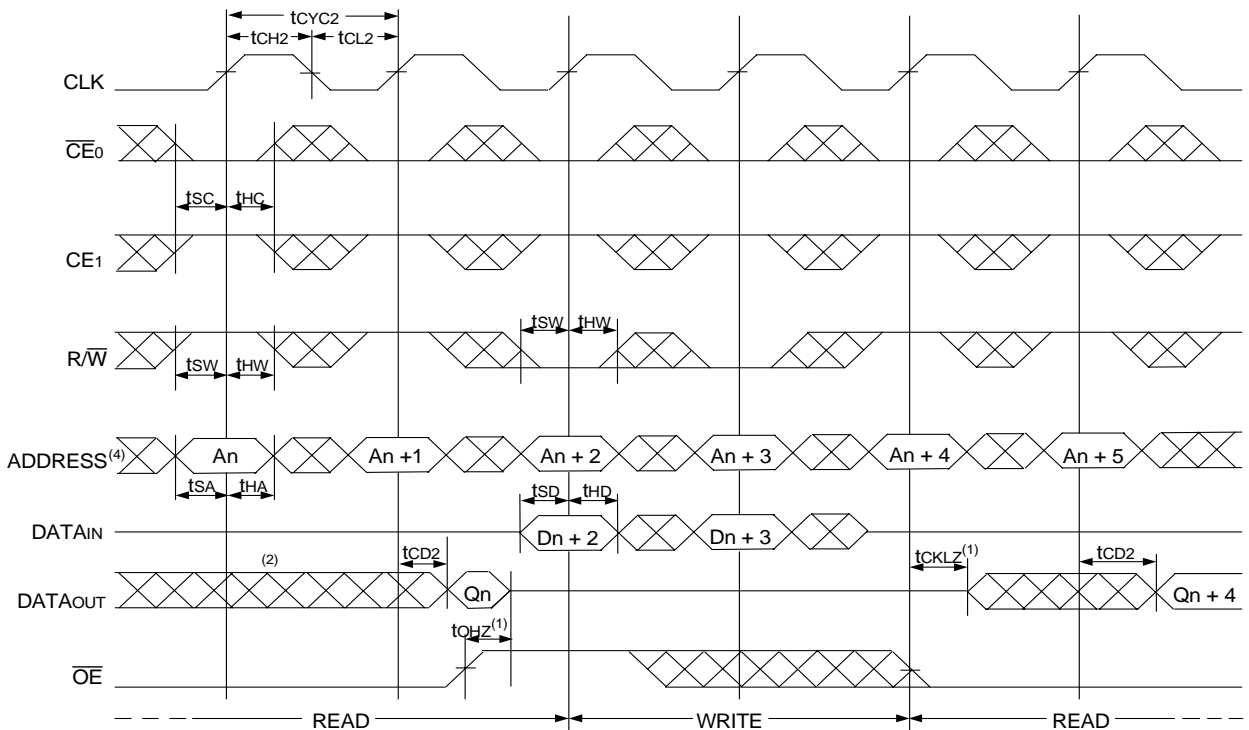 tCYC2
tCH2 tCL2
CLK
CE0
tSC tHC
CE1
tSW tHW
R/W
tSW tHW
ADDRESS(4) An An +1 An + 2 An + 3 An + 4 An + 5
tSA tHA
tSD tHD
DATAIN Dn + 2 Dn + 3
(2) tCD2 tCKLZ(1) tCD2
DATAOUT Qn Qn + 4
tOHZ(1)
OE
READ WRITE READ